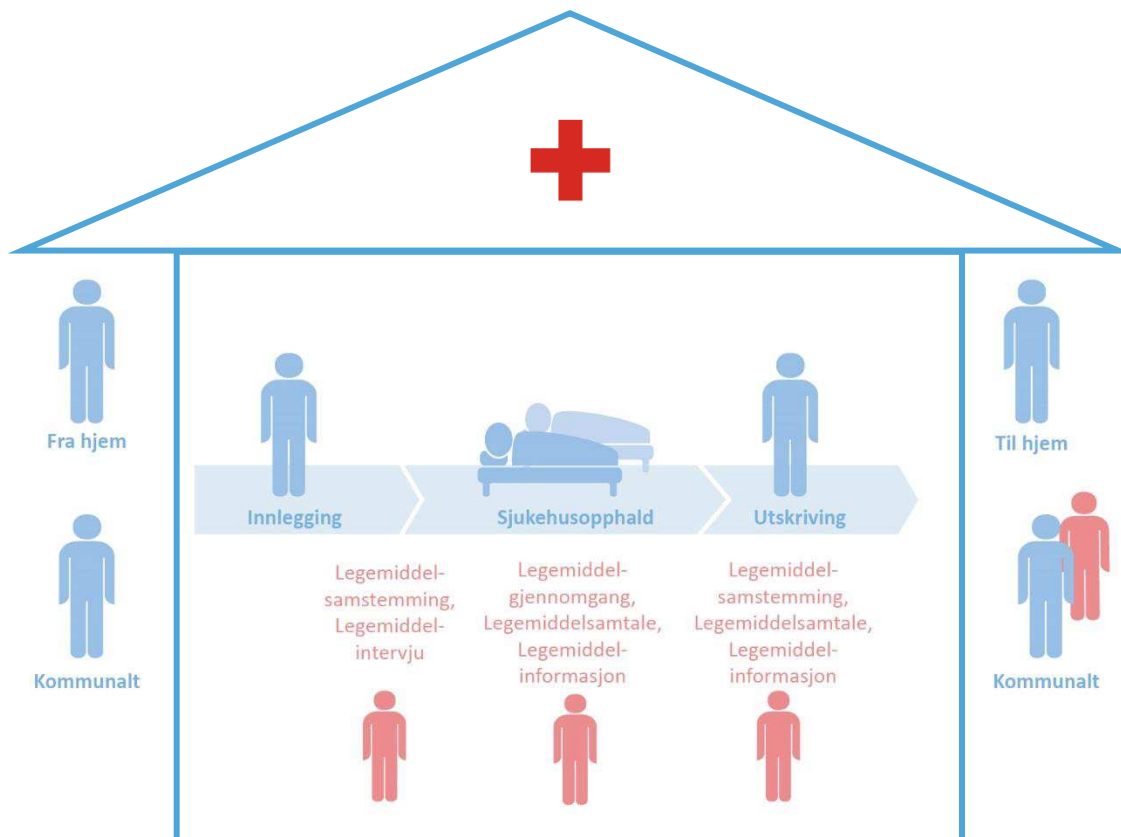 Fra hjem
Kommunalt
Innlegging
Sjukehusopphald
Utskriving
Legemiddel-
samstemming,
Legemiddel-
intervju
Legemiddel-
gjennomgang,
Legemiddelsamtale,
Legemiddel-
informasjon
Legemiddel-
samstemming,
Legemiddelsamtale,
Legemiddel-
informasjon
Til hjem
Kommunalt